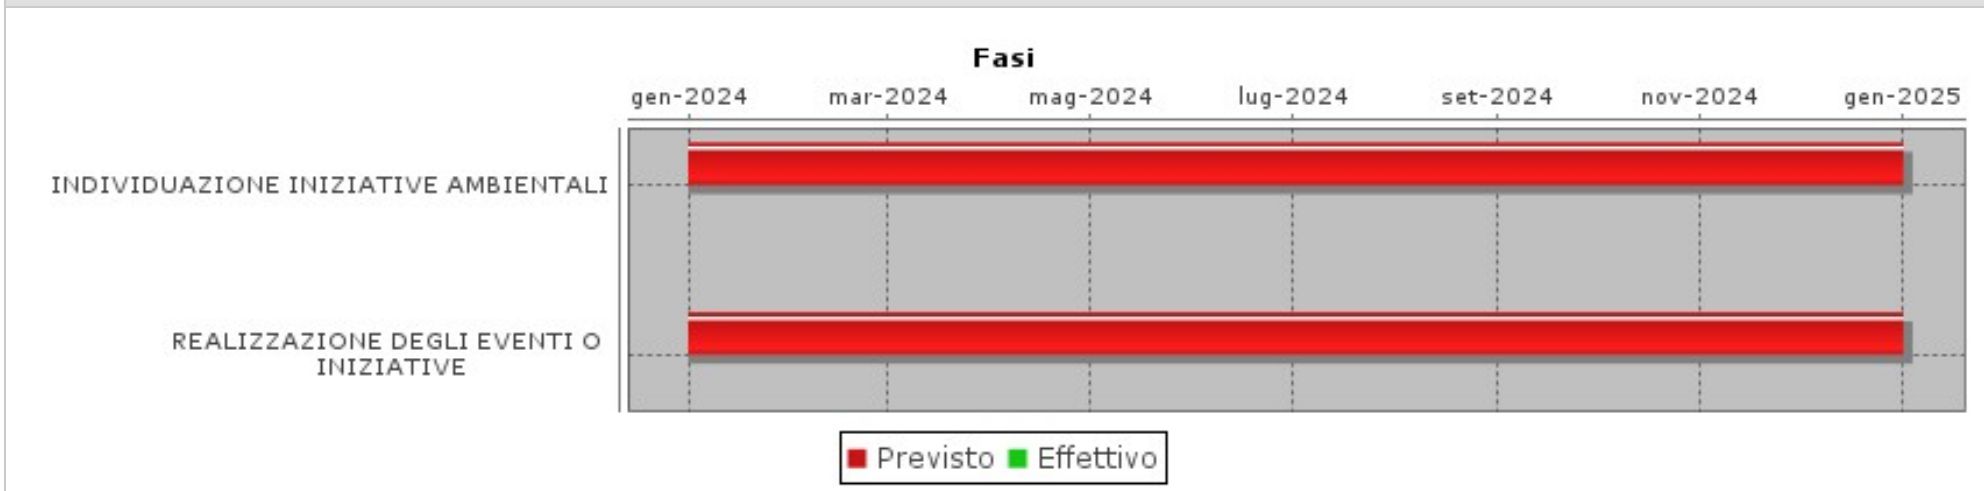 Fasi
gen-2024 mar-2024 mag-2024 lug-2024 set-2024 nov-2024 gen-2025
INDIVIDUAZIONE INIZIATIVE AMBIENTALI
REALIZZAZIONE DEGLI EVENTI O
INIZIATIVE
Previsto Effettivo